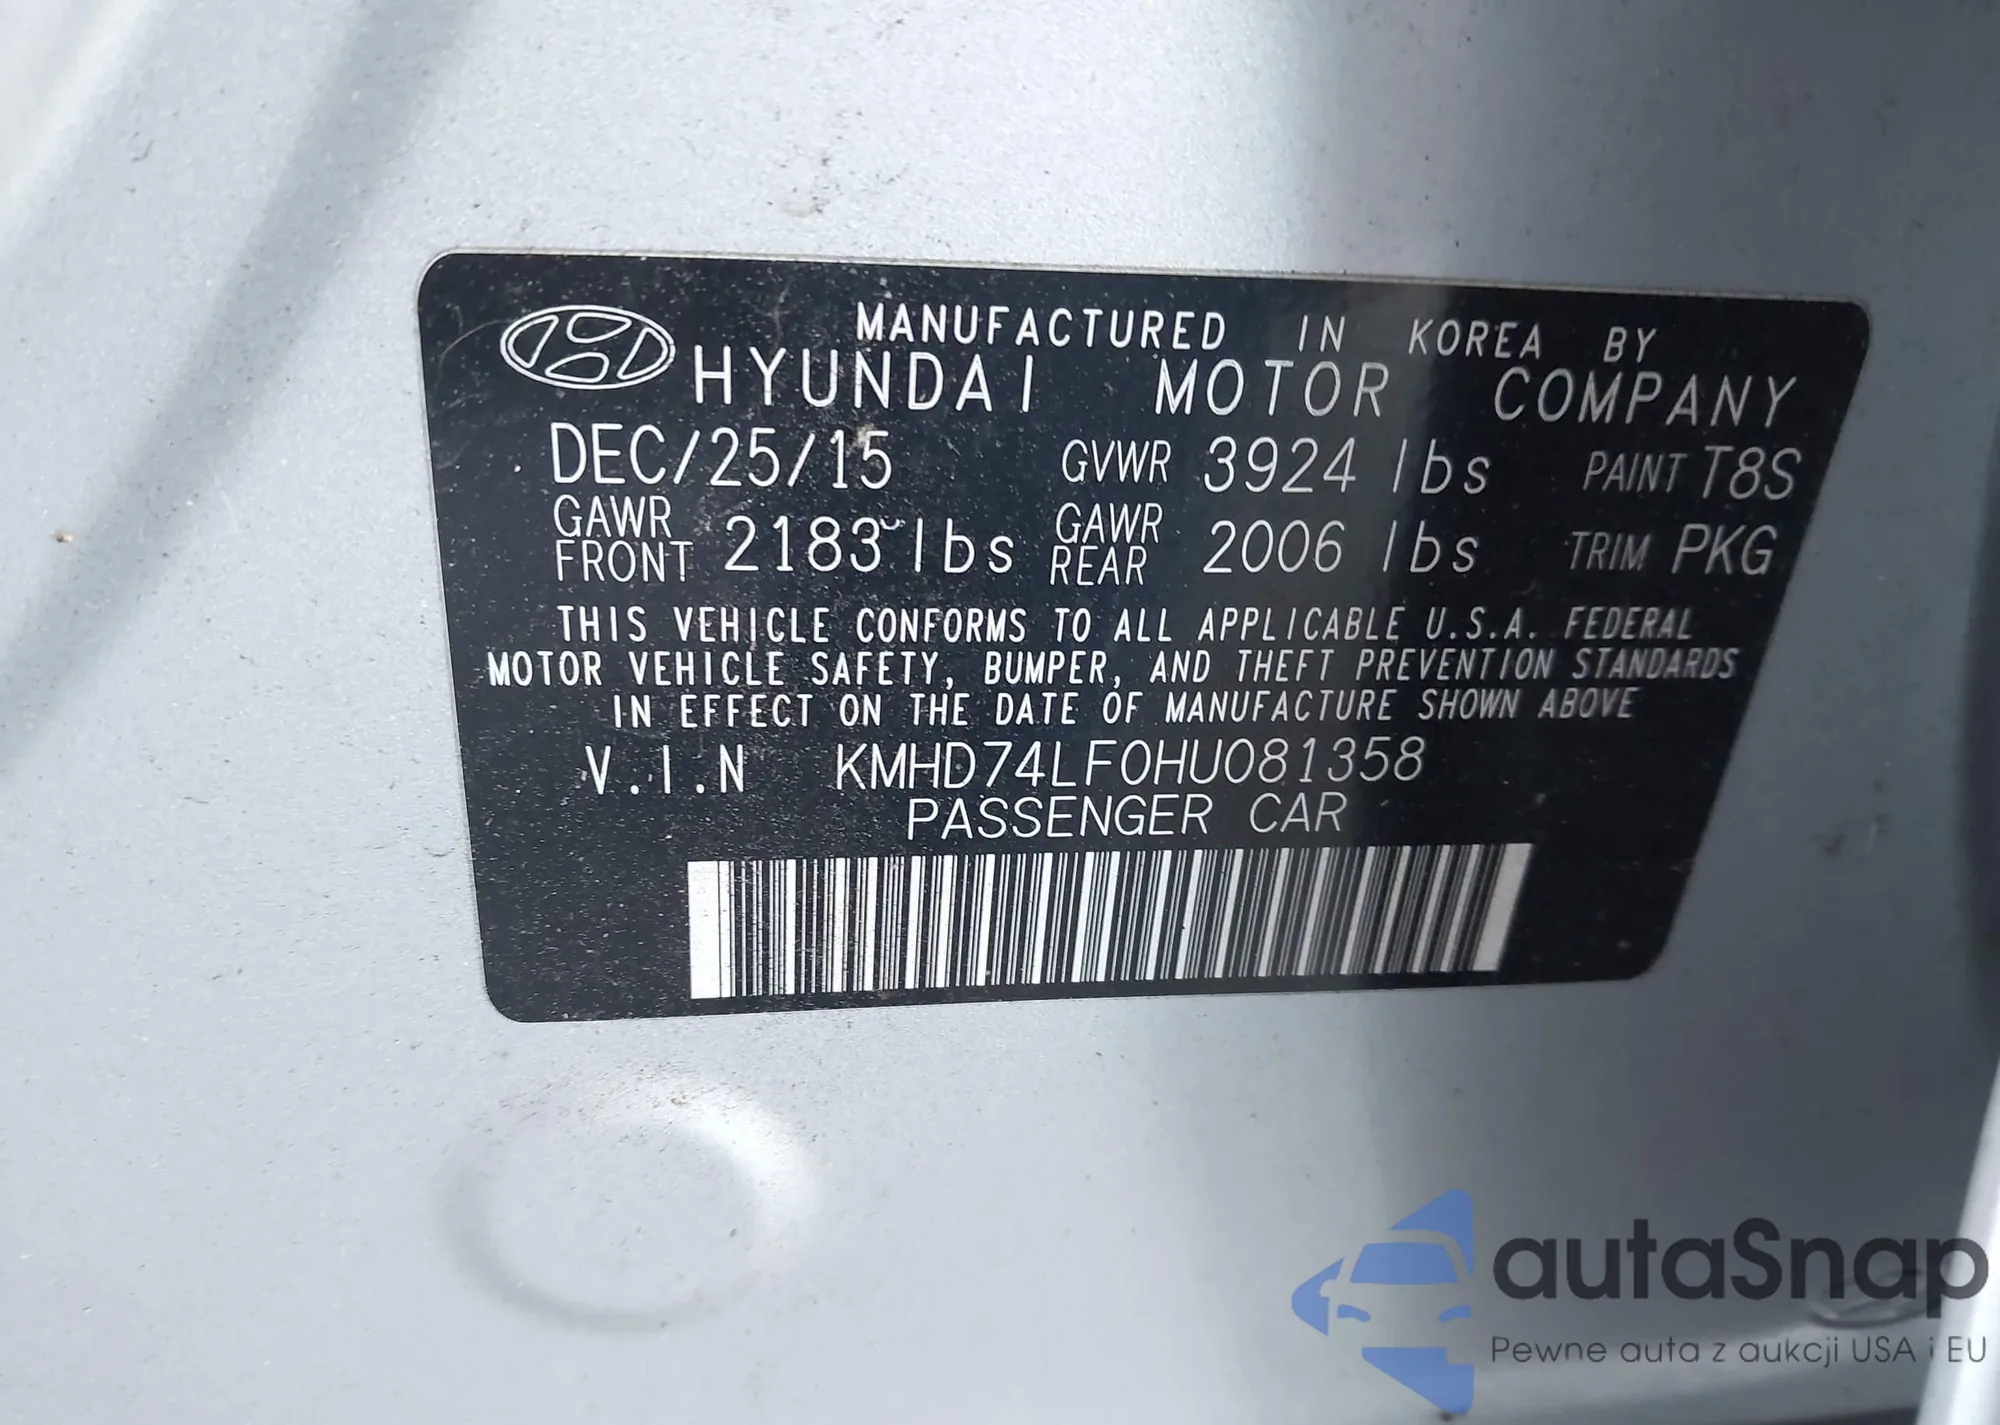 MANUFACTURED IN KOREA BY
HYUNDAI MOTOR COMPANY
DEC/25/15 GVWR 3924 lbs PAINT T8S
GAWR FRONT 2183 lbs GAWR REAR 2006 lbs TRIM PKG
THIS VEHICLE CONFORMS TO ALL APPLICABLE U.S.A. FEDERAL
MOTOR VEHICLE SAFETY, BUMPER, AND THEFT PREVENTION STANDARDS
IN EFFECT ON THE DATE OF MANUFACTURE SHOWN ABOVE
V.I.N KMHD74LF0HU081358
PASSENGER CAR
autaSnap
Pewne auta z aukcji USA i EU